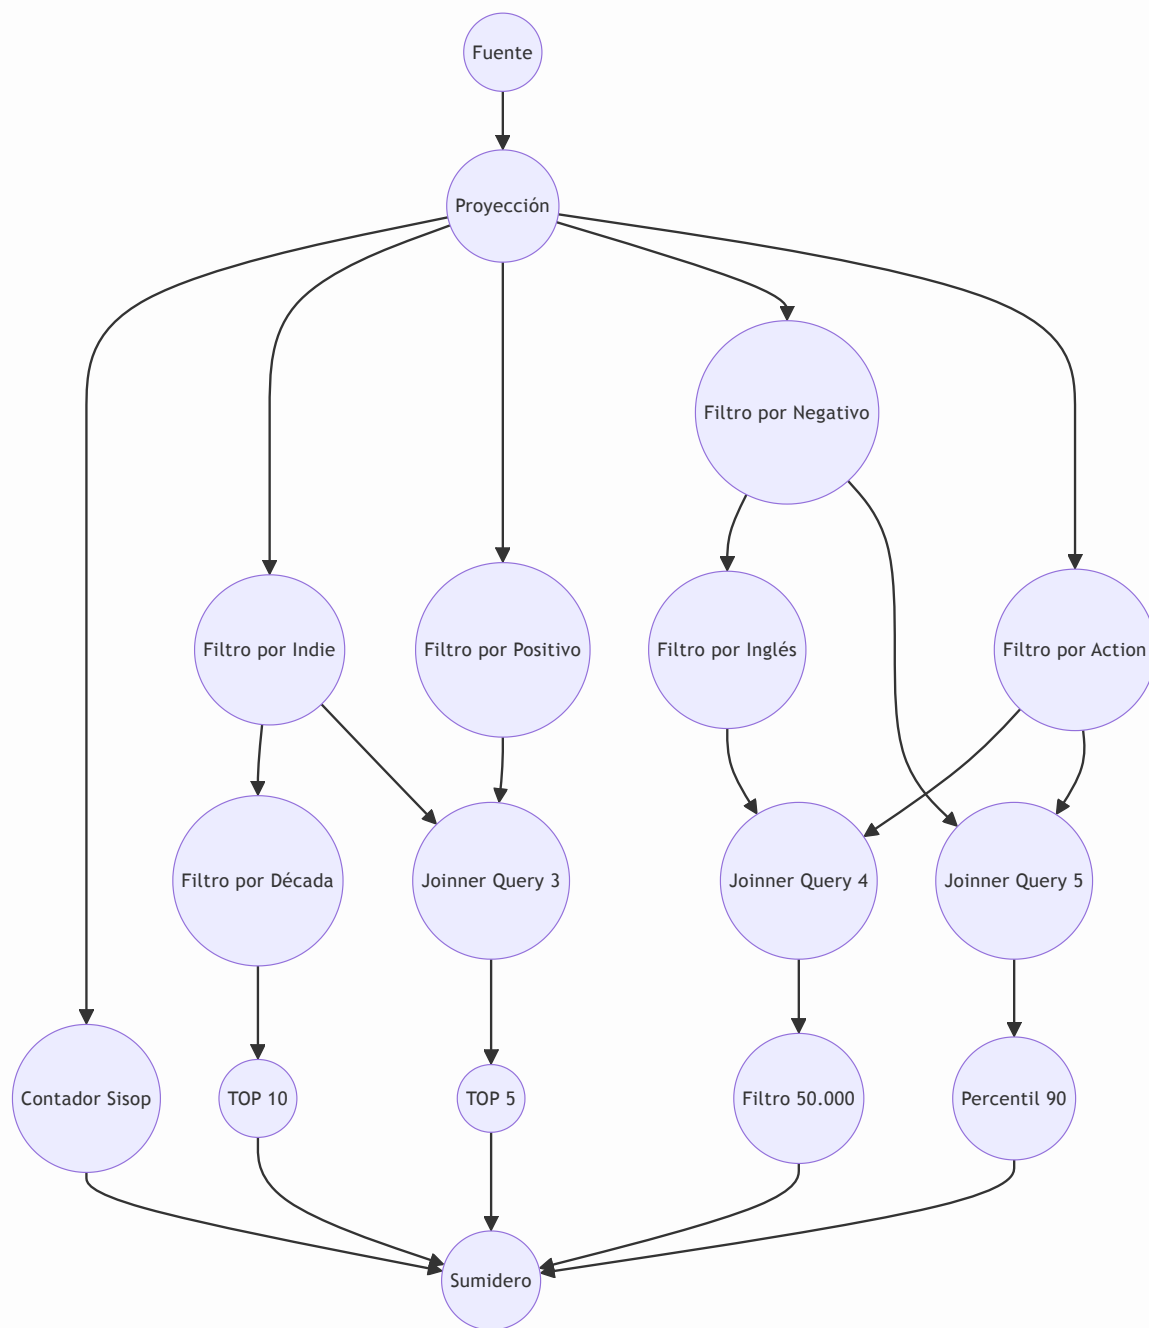 Fuente
Proyección
Filtro por Negativo
Filtro por Indie
Filtro por Positivo
Filtro por Inglés
Filtro por Action
Filtro por Década
Joinner Query 3
Joinner Query 4
Joinner Query 5
Contador Sisop
TOP 10
TOP 5
Filtro 50.000
Percentil 90
Sumidero